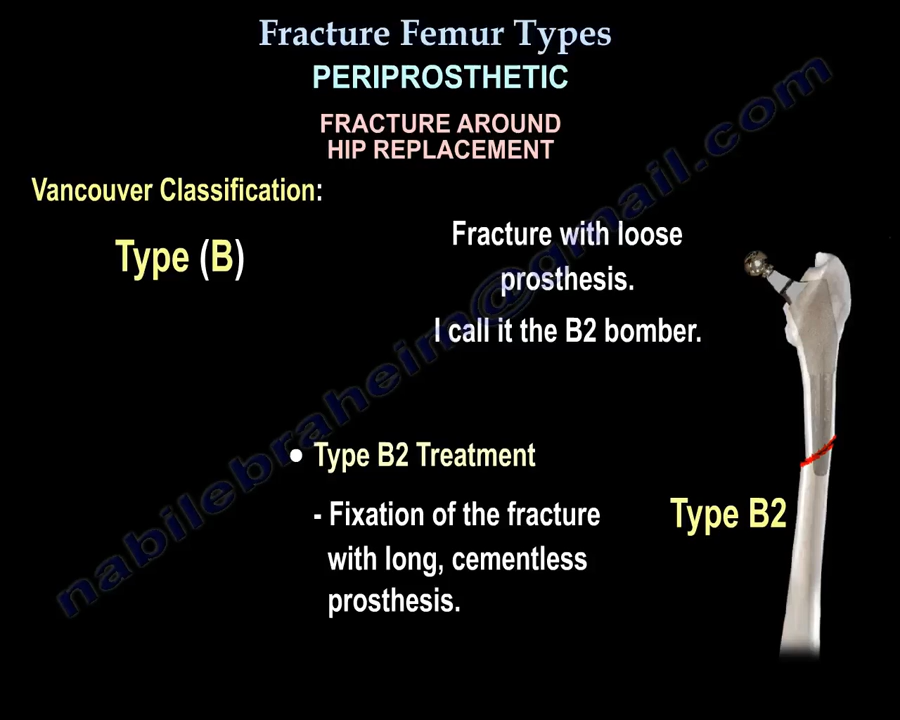 Fracture Femur Types
PERIPROSTHETIC
FRACTURE AROUND
HIP REPLACEMENT
Vancouver Classification:
Type (B)
Fracture with loose
prosthesis.
I call it the B2 bomber.
• Type B2 Treatment
- Fixation of the fracture
with long, cementless
prosthesis.
Type B2
nabilebraheim@gmail.com